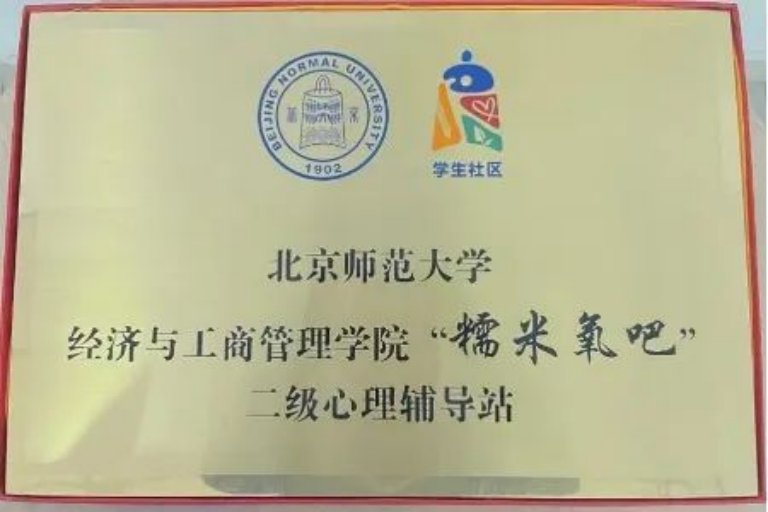 BEIJING NORMAL UNIVERSITY
1902
学生社区
北京师范大学
经济与工商管理学院“糯米氧吧”
二级心理辅导站